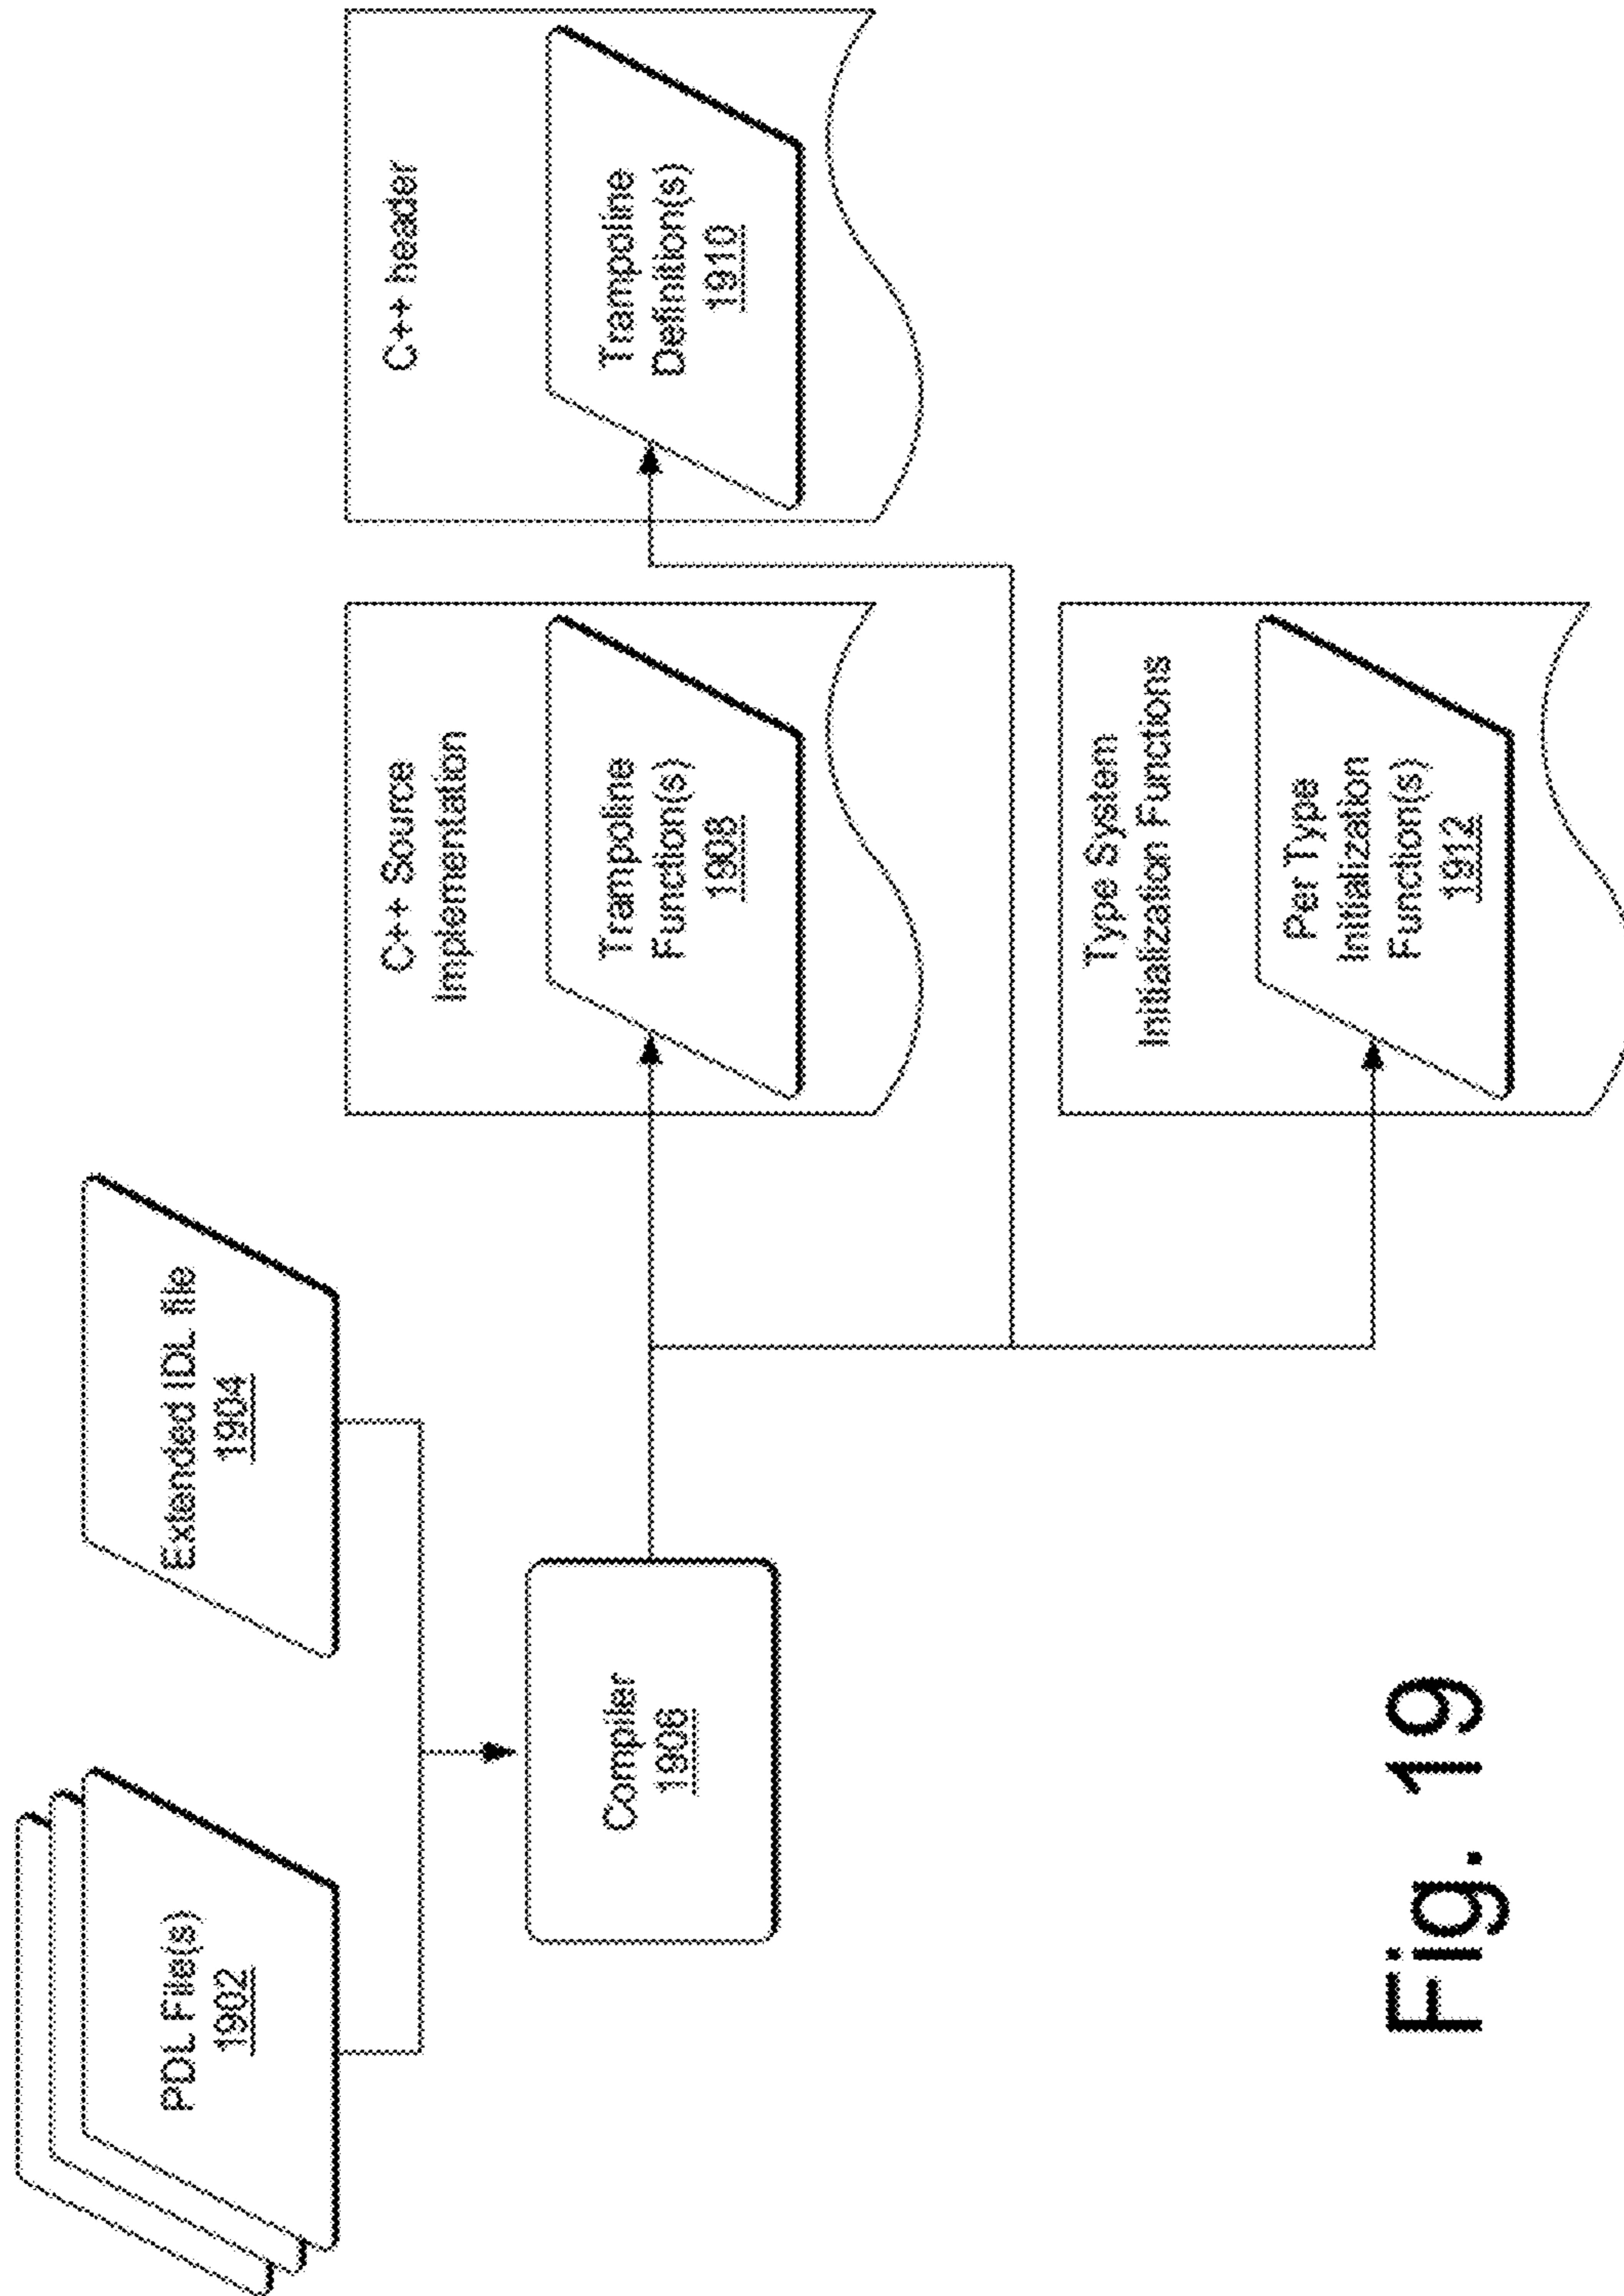 PDL File(s)
1902
Extended IDL file
1904
Compiler
1906
C++ Source
Implementation
Trampoline
Function(s)
1908
C++ header
Trampoline
Definition(s)
1910
Type System
Initialization Functions
Per Type
Initialization
Function(s)
1912
Fig. 19